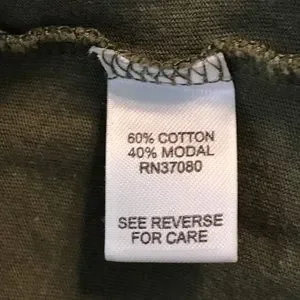 60% COTTON
40% MODAL
RN37080
SEE REVERSE
FOR CARE